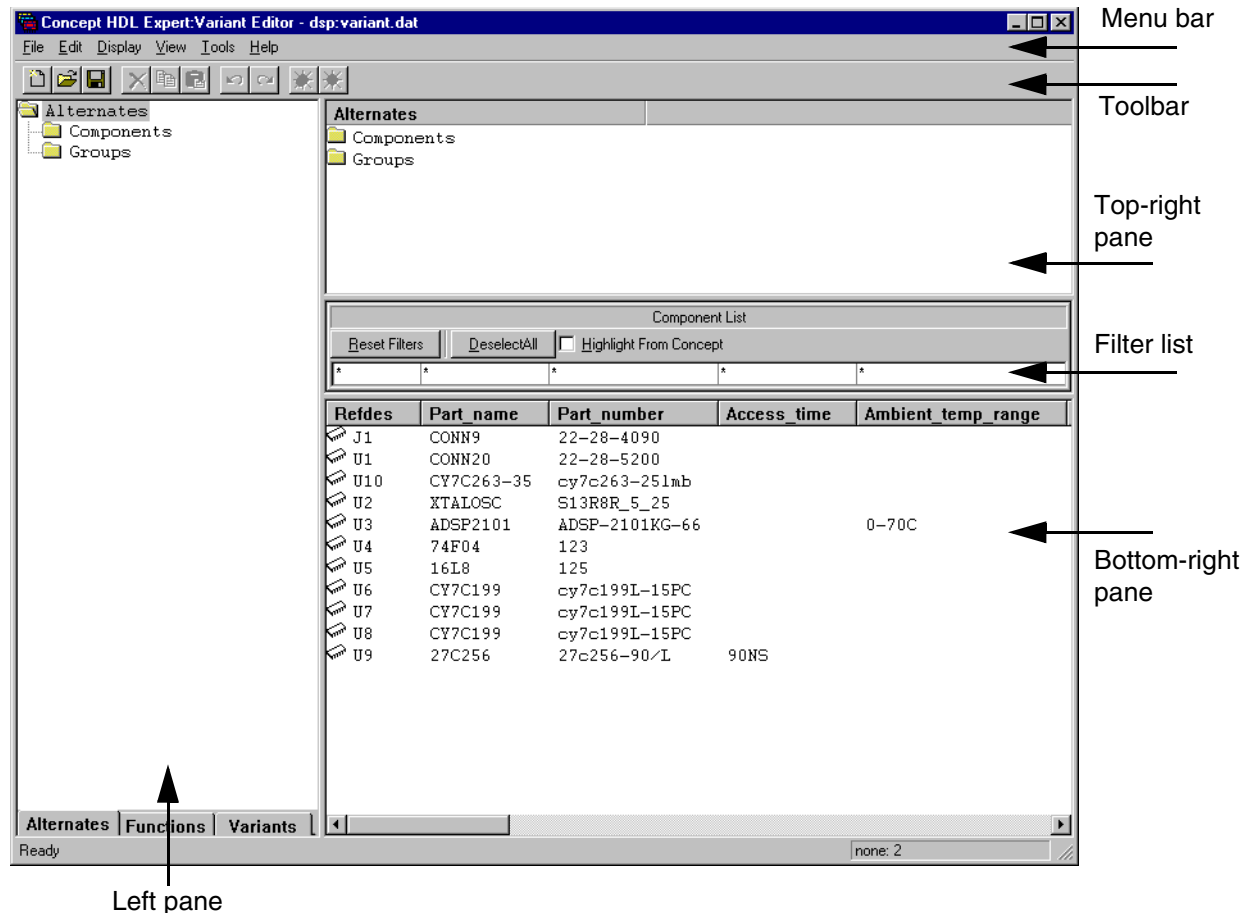 Concept HDL Expert:Variant Editor - dsp:variant.dat
Menu bar
File Edit Display View Tools Help
Toolbar
Alternates
Components
Groups
Alternates
Components
Groups
Top-right
pane
Component List
Reset Filters DeselectAll Highlight From Concept
Filter list
* * * * *
Refdes Part_name Part_number Access_time Ambient_temp_range
J1 CONN9 22-28-4090
U1 CONN20 22-28-5200
U10 CY7C263-35 cy7c263-25lmb
U2 XTALOSC S13R8R_5_25
U3 ADSP2101 ADSP-2101KG-66 0-70C
U4 74F04 123
U5 16L8 125
U6 CY7C199 cy7c199L-15PC
U7 CY7C199 cy7c199L-15PC
U8 CY7C199 cy7c199L-15PC
U9 27C256 27c256-90/L 90NS
Bottom-right
pane
Alternates Functions Variants
Ready none: 2
Left pane